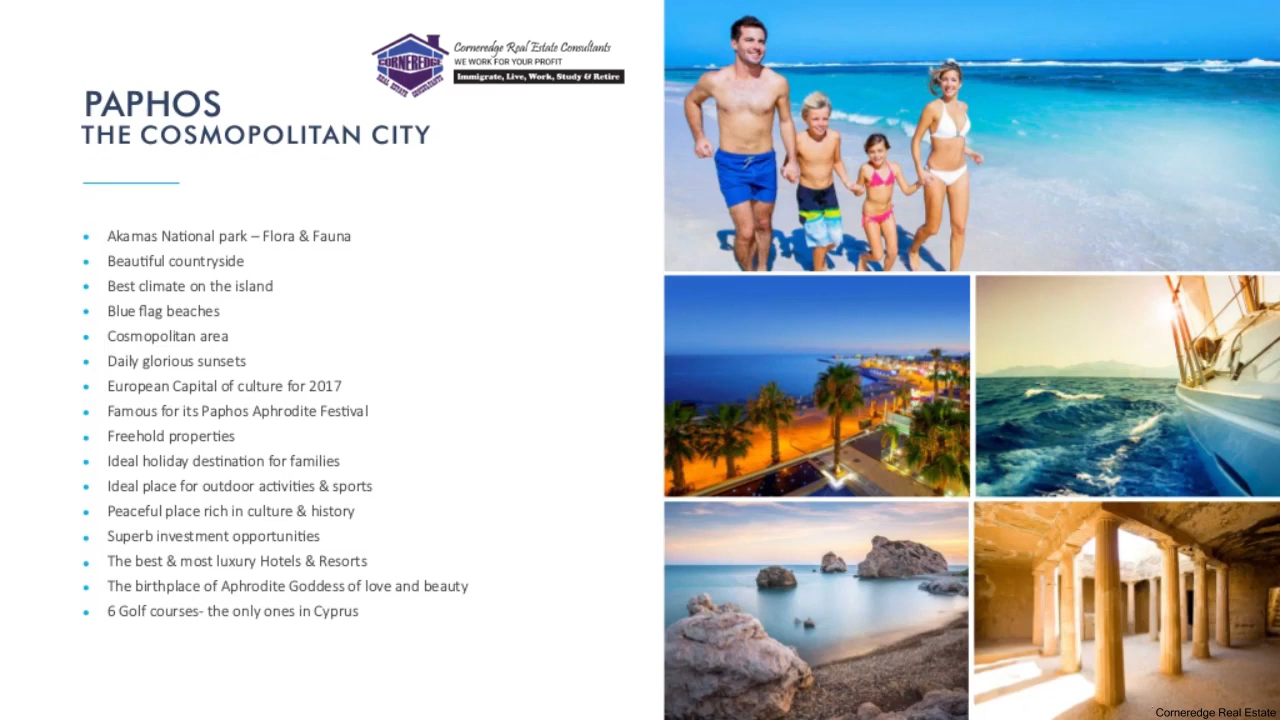 CORNEREDGE
REAL ESTATE CONSULTANTS
Corneredge Real Estate Consultants
WE WORK FOR YOUR PROFIT
Immigrate, Live, Work, Study & Retire
PAPHOS
THE COSMOPOLITAN CITY
• Akamas National park – Flora & Fauna
• Beautiful countryside
• Best climate on the island
• Blue flag beaches
• Cosmopolitan area
• Daily glorious sunsets
• European Capital of culture for 2017
• Famous for its Paphos Aphrodite Festival
• Freehold properties
• Ideal holiday destination for families
• Ideal place for outdoor activities & sports
• Peaceful place rich in culture & history
• Superb investment opportunities
• The best & most luxury Hotels & Resorts
• The birthplace of Aphrodite Goddess of love and beauty
• 6 Golf courses- the only ones in Cyprus
Corneredge Real Estate